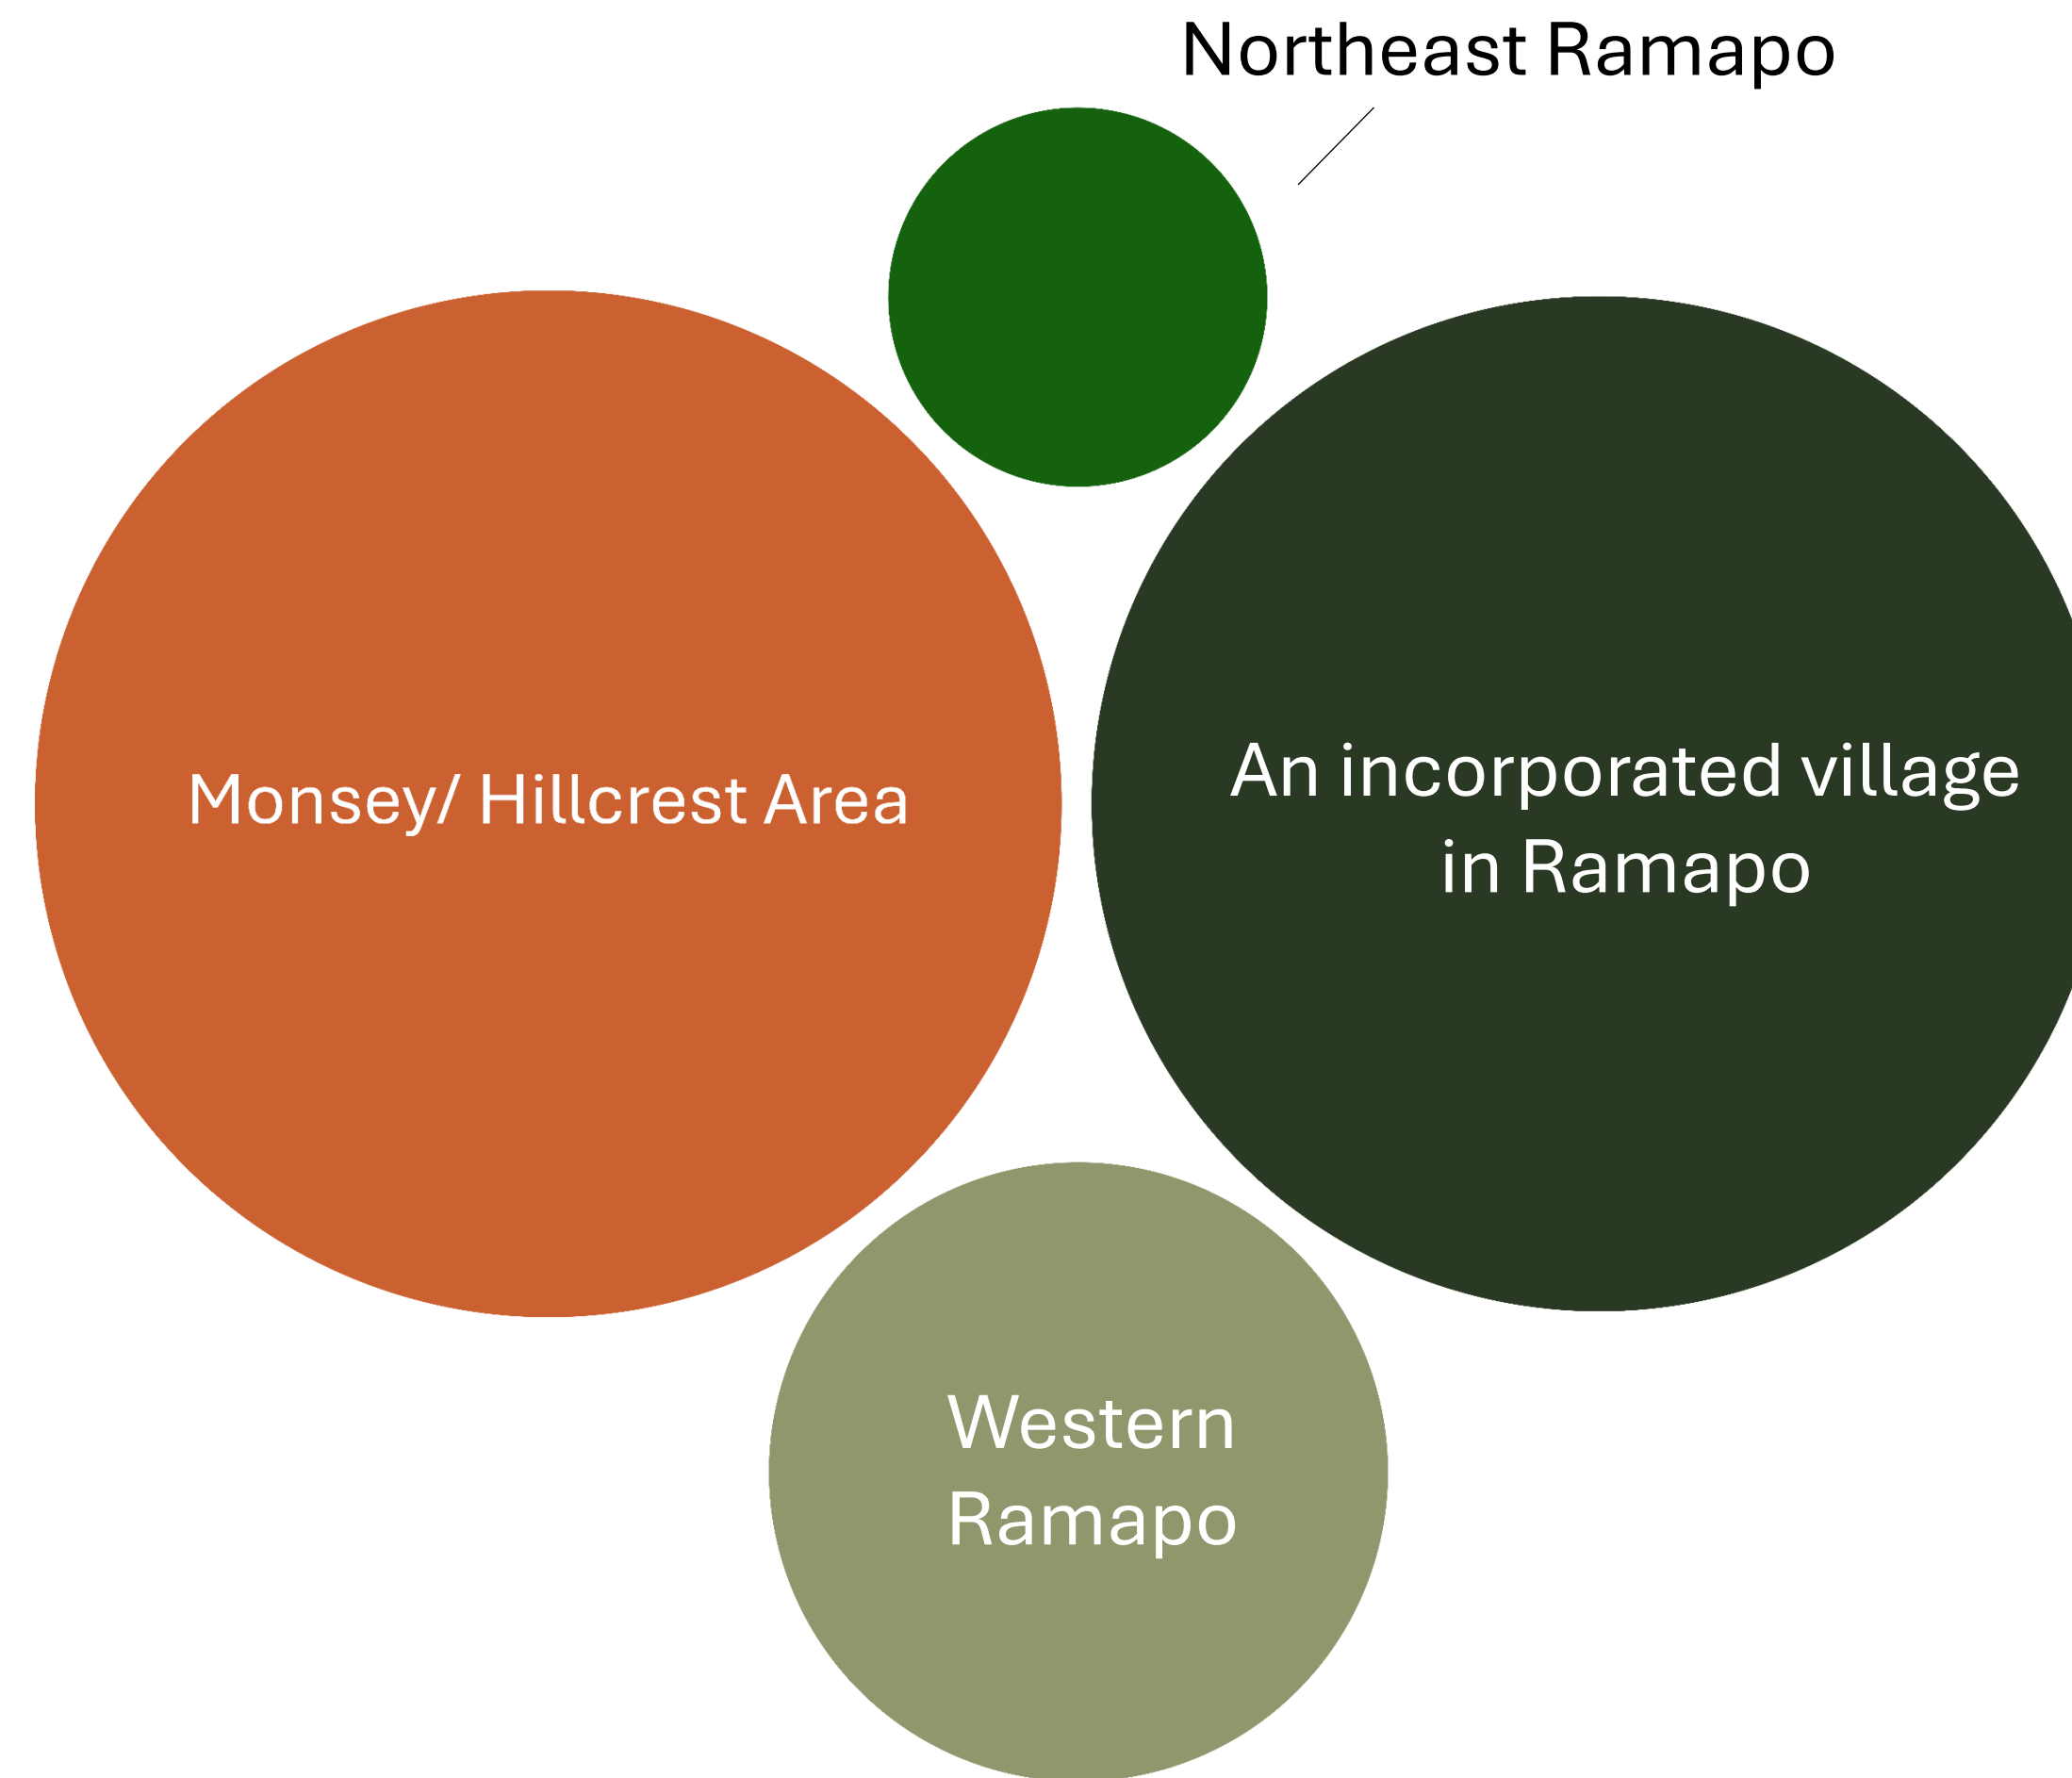 Northeast Ramapo
Monsey/ Hillcrest Area
An incorporated village
in Ramapo
Western
Ramapo